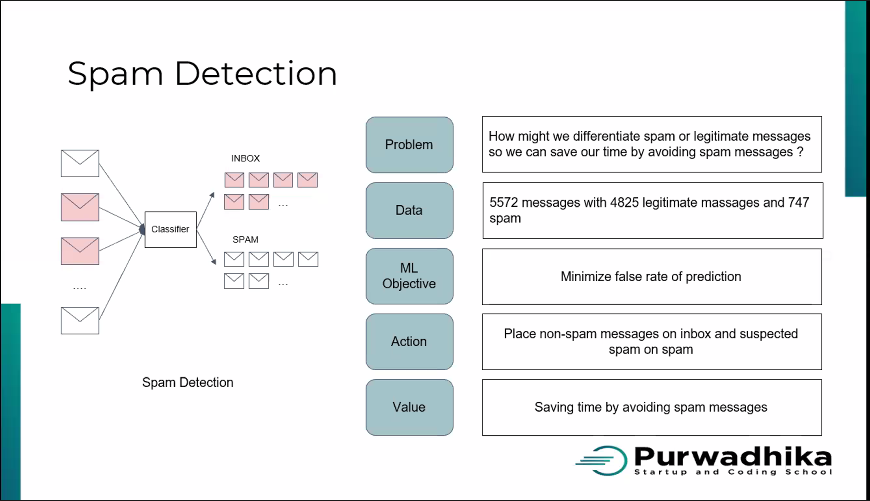 Spam Detection
INBOX
...
Classifier
SPAM
...
....
Spam Detection
Problem
How might we differentiate spam or legitimate messages
so we can save our time by avoiding spam messages ?
Data
5572 messages with 4825 legitimate massages and 747
spam
ML
Objective
Minimize false rate of prediction
Action
Place non-spam messages on inbox and suspected
spam on spam
Value
Saving time by avoiding spam messages
Purwadhika
Startup and Coding School